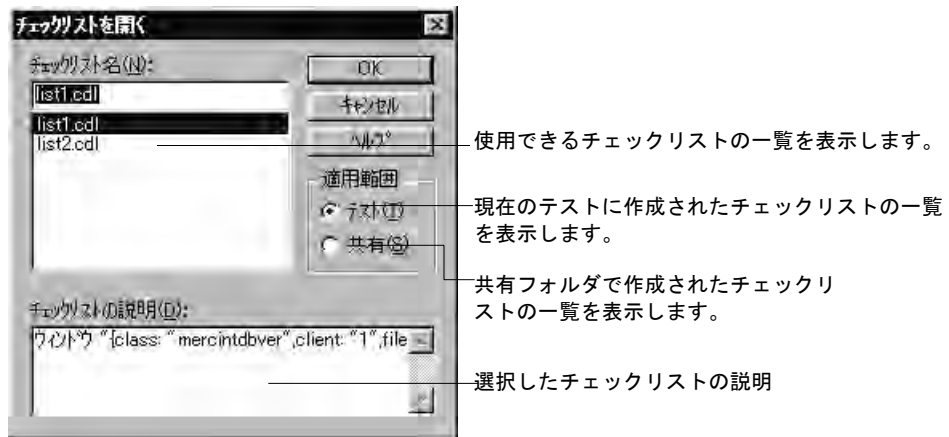 チェックリストを開く
チェックリスト名(N):
list1.cdl
list1.cdl
list2.cdl
OK
キャンセル
ヘルプ
適用範囲
テスト(T)
共有(S)
チェックリストの説明(D):
ウィンドウ "{class: "mercintdbver",client: "1",file
使用できるチェックリストの一覧を表示します。
現在のテストに作成されたチェックリストの一覧
を表示します。
共有フォルダで作成されたチェックリ
ストの一覧を表示します。
選択したチェックリストの説明